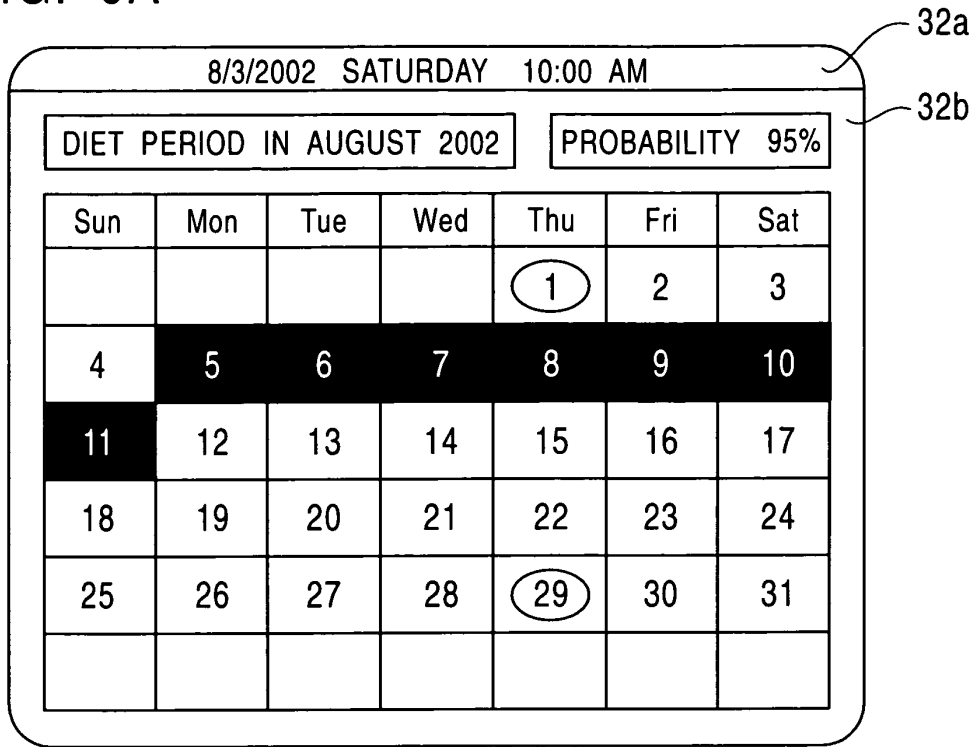 32a
8/3/2002 SATURDAY 10:00 AM
32b
DIET PERIOD IN AUGUST 2002 PROBABILITY 95%
Sun Mon Tue Wed Thu Fri Sat
1 2 3
4 5 6 7 8 9 10
11 12 13 14 15 16 17
18 19 20 21 22 23 24
25 26 27 28 29 30 31